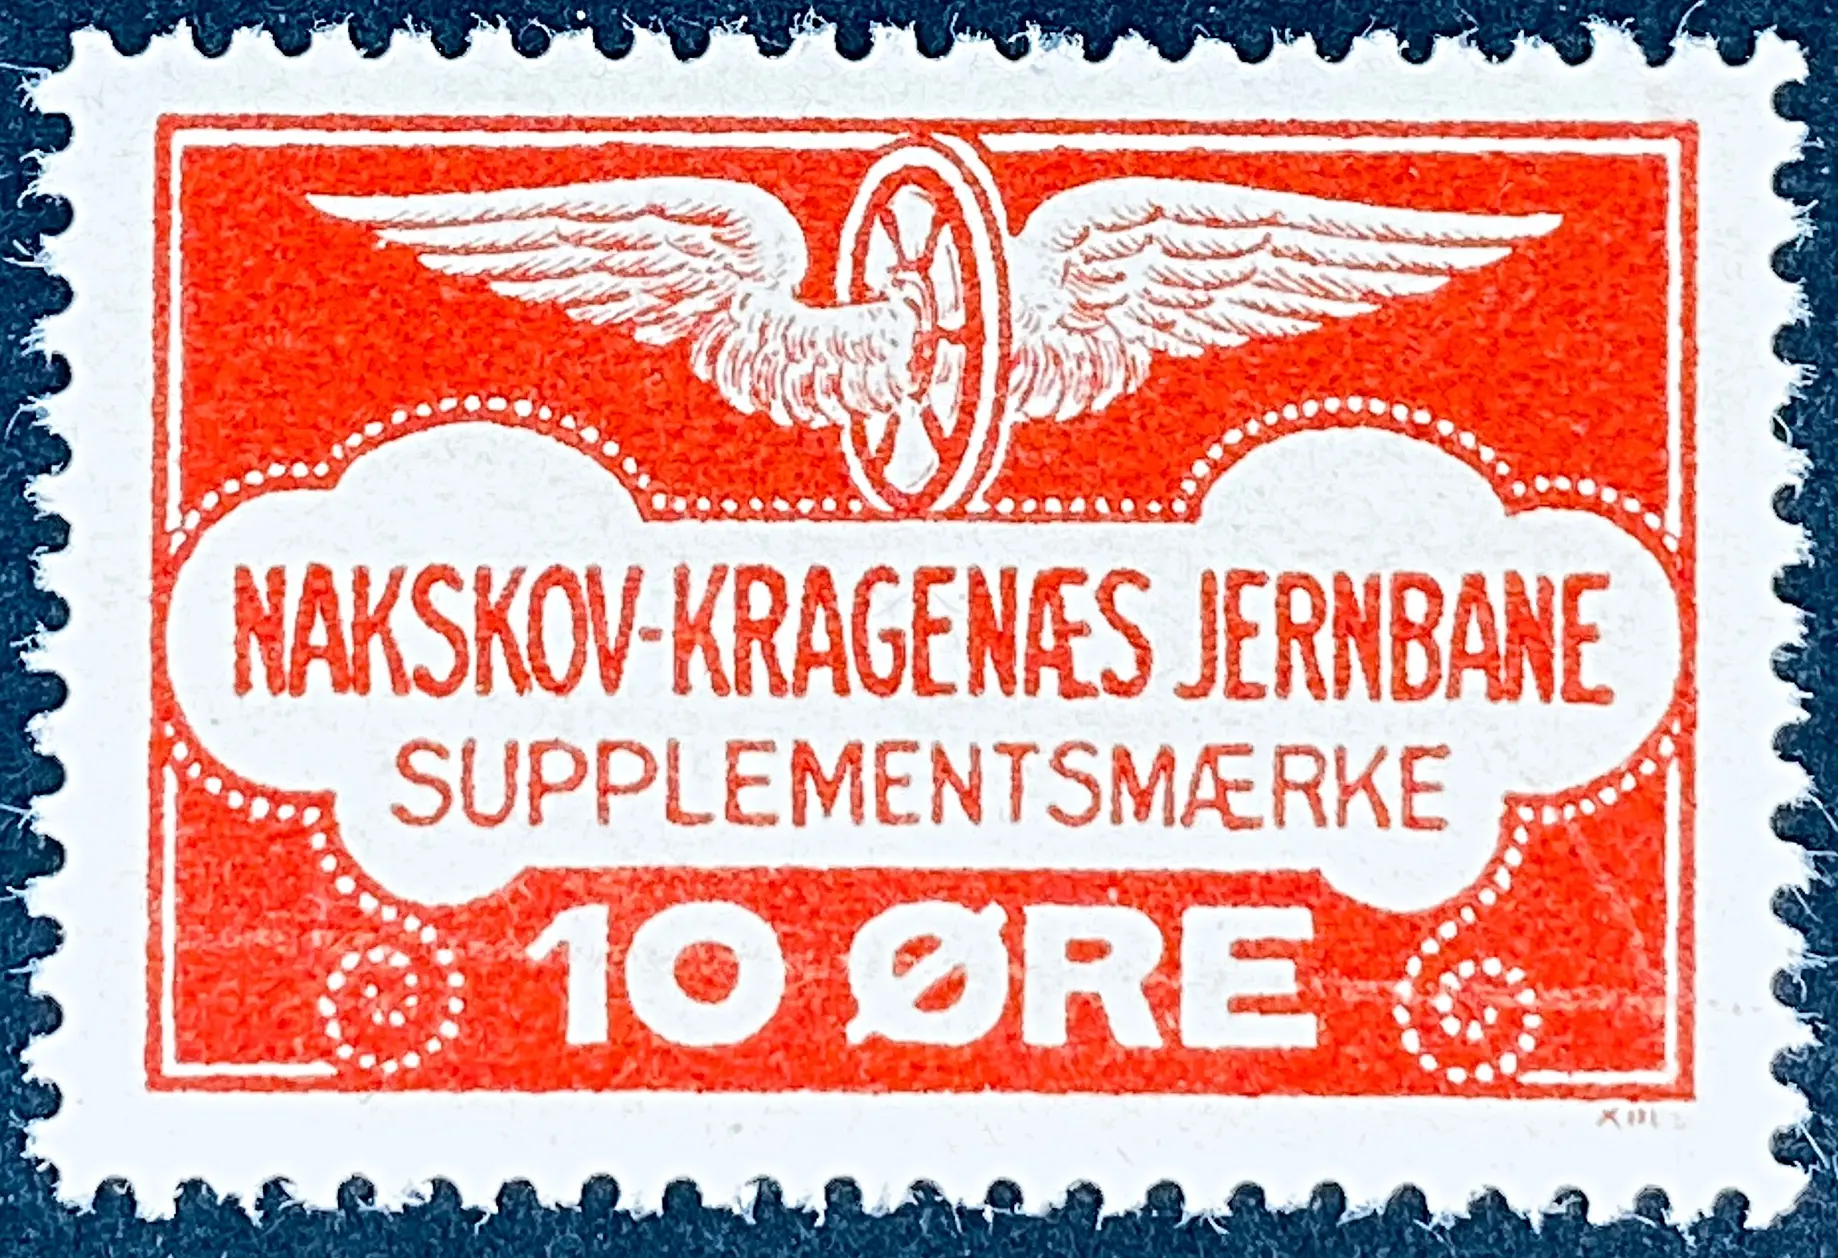 NAKSKOV-KRAGENÆS JERNBANE
SUPPLEMENTSMÆRKE
10 ØRE